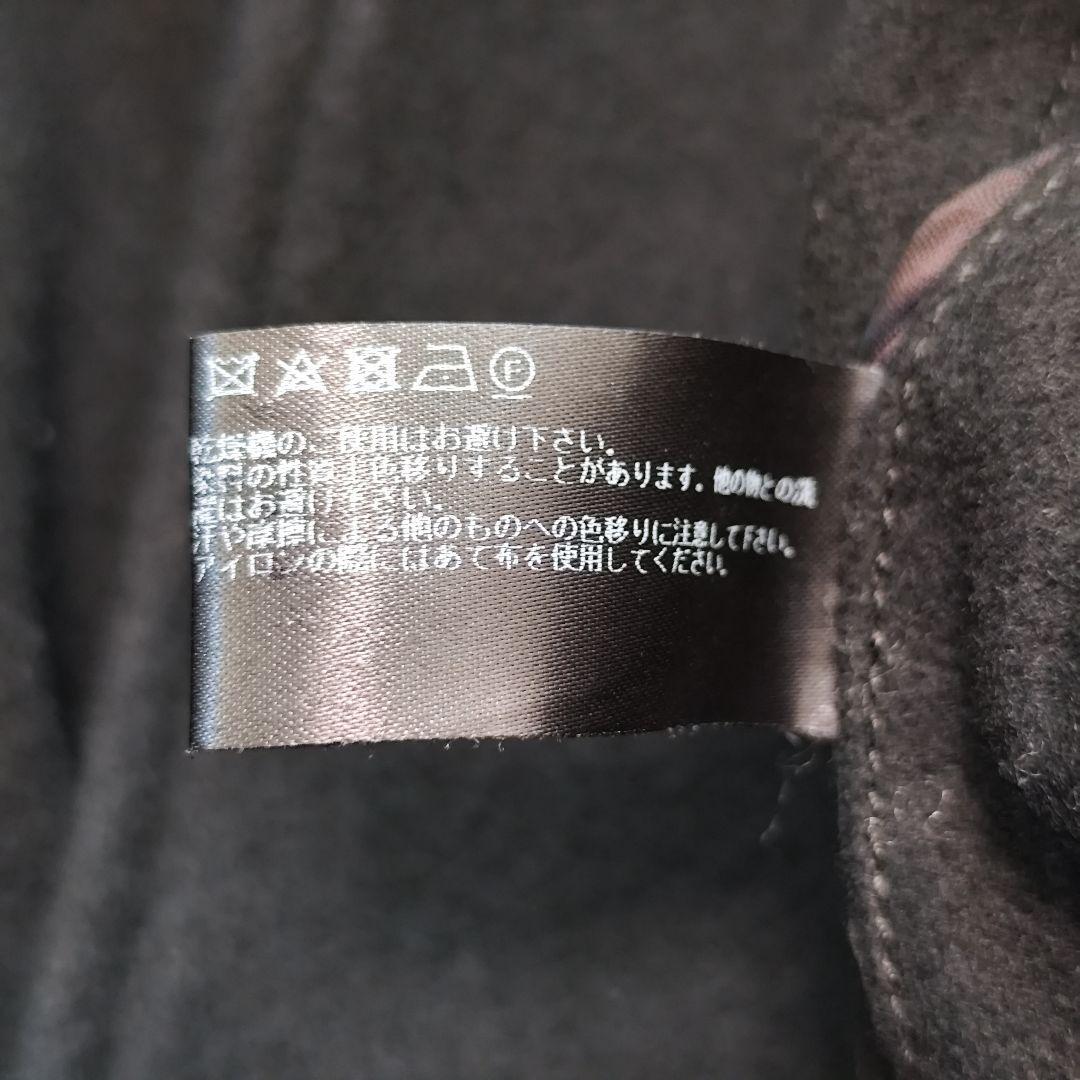 F
乾燥機のご使用はお避け下さい。
染料の性質上色移りすることがあります。他の物との洗
濯はお避け下さい。
汗や摩擦による他のものへの色移りに注意して下さい。
アイロンの際にはあて布を使用してください。